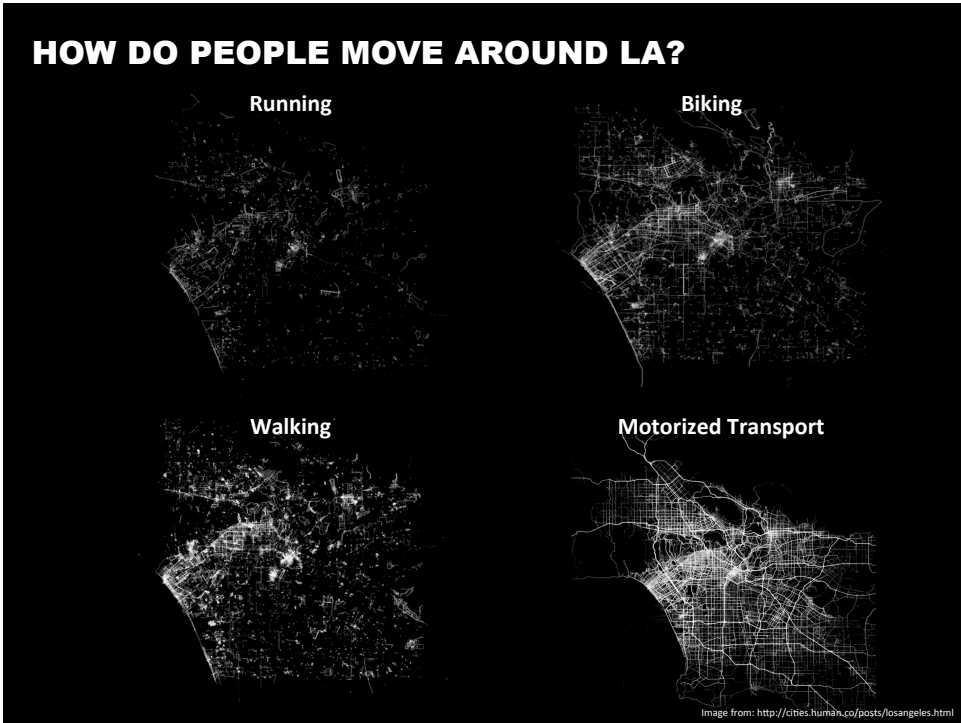 HOW DO PEOPLE MOVE AROUND LA?
Running
Biking
Walking
Motorized Transport
Image from: http://cities.human.co/posts/losangeles.html